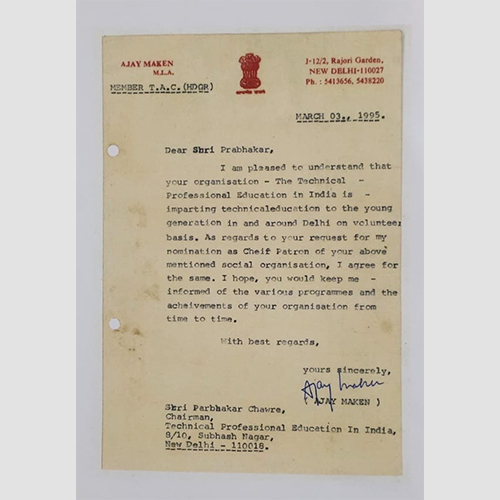 AJAY MAKEN
M.L.A.
MEMBER T.A.C.(HDGR)
J-12/2, Rajori Garden,
NEW DELHI-110027
Ph. : 5413656, 5438220
MARCH 03., 1995.
Dear Shri Prabhakar,
I am pleased to understand that
your organisation - The Technical -
Professional Education in India is -
imparting technicaleducation to the young
generation in and around Delhi on volunteer
basis. As regards to your request for my
nomination as Cheif Patron of your above
mentioned social organisation, I agree for
the same. I hope, you would keep me -
informed of the various programmes and the
acheivements of your organisation from
time to time.
With best regards,
yours sincerely,
Ajay Maken
AJAY MAKEN )
Shri Parbhakar Chawre,
Chairman,
Technical Professional Education In India,
8/10, Subhash Nagar,
New Delhi - 110018.